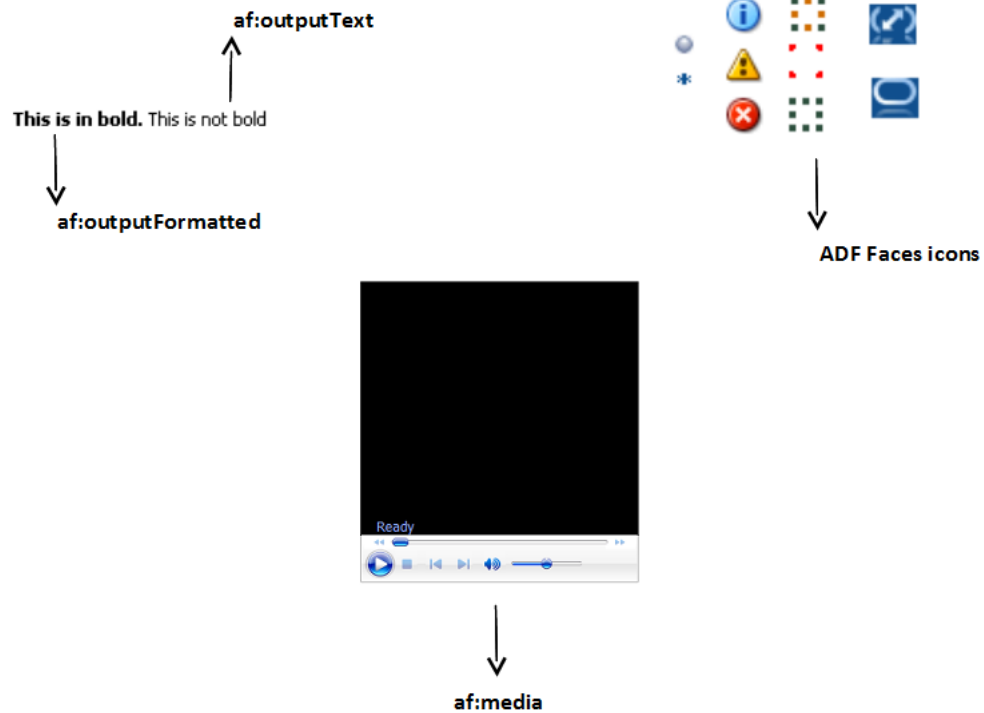 af:outputText
This is in bold. This is not bold
af:outputFormatted
ADF Faces icons
Ready
af:media